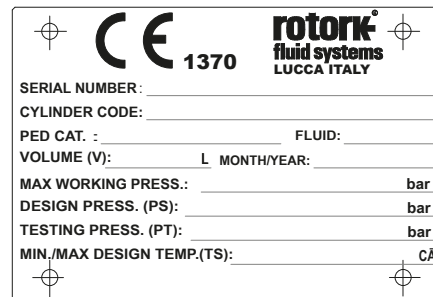 CE 1370
rotork®
fluid systems
LUCCA ITALY
SERIAL NUMBER:
CYLINDER CODE:
PED CAT. : FLUID:
VOLUME (V): L MONTH/YEAR:
MAX WORKING PRESS.: bar
DESIGN PRESS. (PS): bar
TESTING PRESS. (PT): bar
MIN./MAX DESIGN TEMP.(TS): CÃ